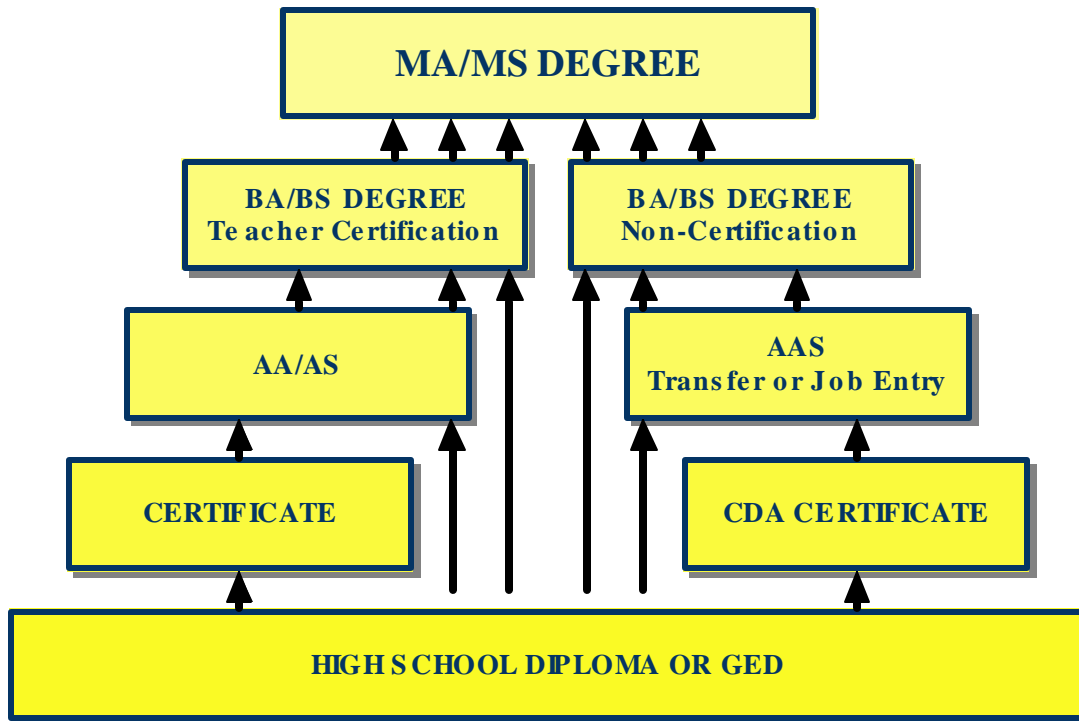 MA/MS DEGREE
BA/BS DEGREE
Teacher Certification
BA/BS DEGREE
Non-Certification
AA/AS
AAS
Transfer or Job Entry
CERTIFICATE
CDA CERTIFICATE
HIGH SCHOOL DIPLOMA OR GED